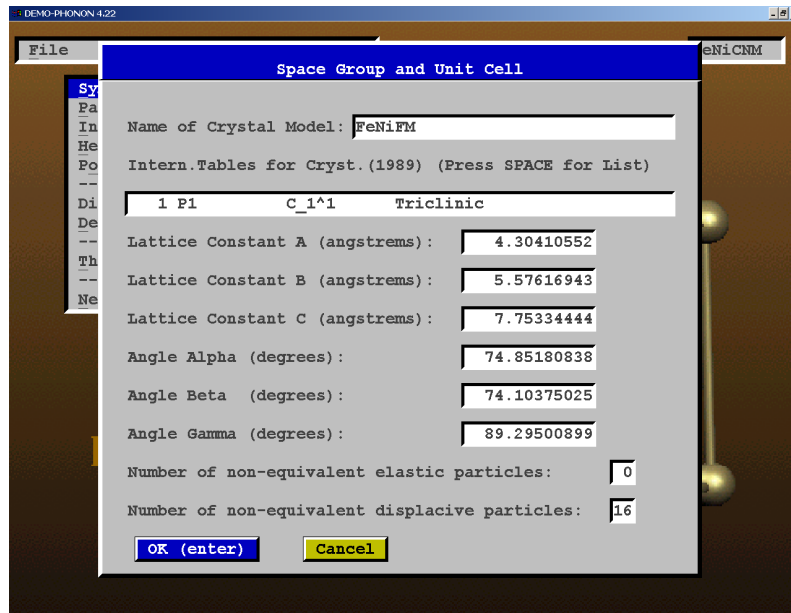 DEMO-PHONON 4.22
File
eNiCNM
Space Group and Unit Cell
Sy
Pa
In
He
Po
--
Di
De
--
Th
--
Ne
Name of Crystal Model: FeNiFM
Intern.Tables for Cryst.(1989) (Press SPACE for List)
1 P1 C_1^1 Triclinic
Lattice Constant A (angstrems): 4.30410552
Lattice Constant B (angstrems): 5.57616943
Lattice Constant C (angstrems): 7.75334444
Angle Alpha (degrees): 74.85180838
Angle Beta (degrees): 74.10375025
Angle Gamma (degrees): 89.29500899
Number of non-equivalent elastic particles: 0
Number of non-equivalent displacive particles: 16
OK (enter) Cancel